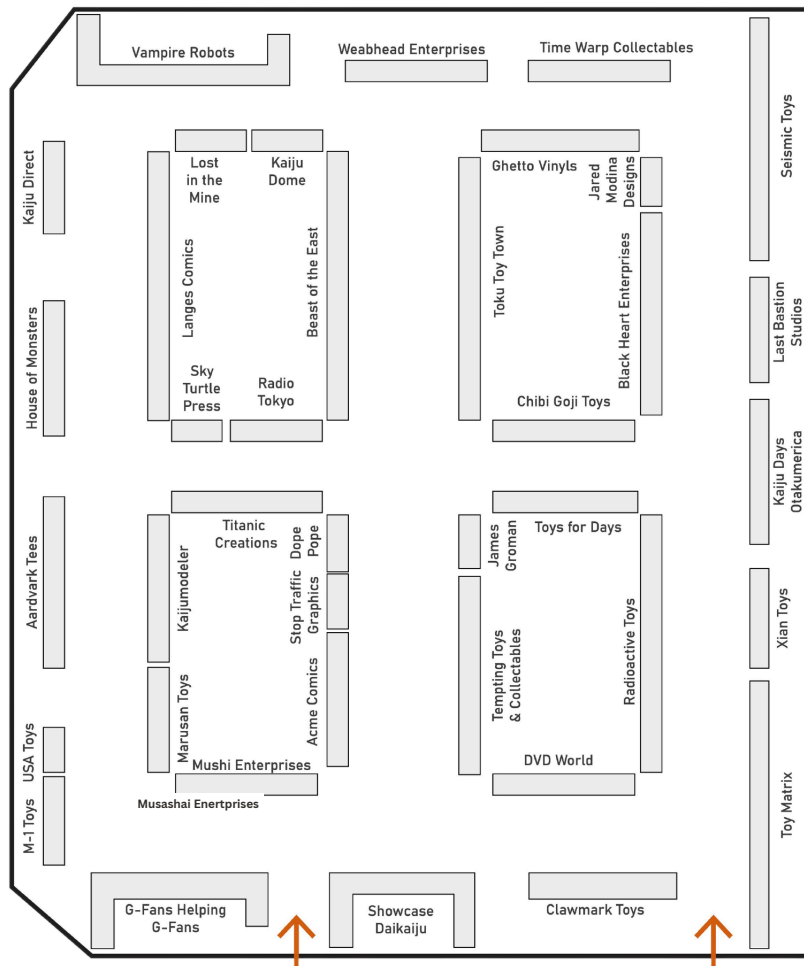 Vampire Robots
Weabhead Enterprises
Time Warp Collectables
Seismic Toys
Kaiju Direct
Lost
in the
Mine
Kaiju
Dome
Ghetto Vinyls
Jared
Modina
Designs
Langes Comics
Beast of the East
Toku Toy Town
Black Heart Enterprises
Last Bastion
Studios
House of Monsters
Sky
Turtle
Press
Radio
Tokyo
Chibi Goji Toys
Kaiju Days
Otakumerica
Aardvark Tees
Titanic
Creations
Kaijumodeler
Dope
Pope
Stop Traffic
Graphics
James
Groman
Toys for Days
Xian Toys
Marusan Toys
Acme Comics
Tempting Toys
& Collectables
Radioactive Toys
USA Toys
M-1 Toys
Mushi Enterprises
Musashai Enertprises
DVD World
Toy Matrix
G-Fans Helping
G-Fans
Showcase
Daikaiju
Clawmark Toys